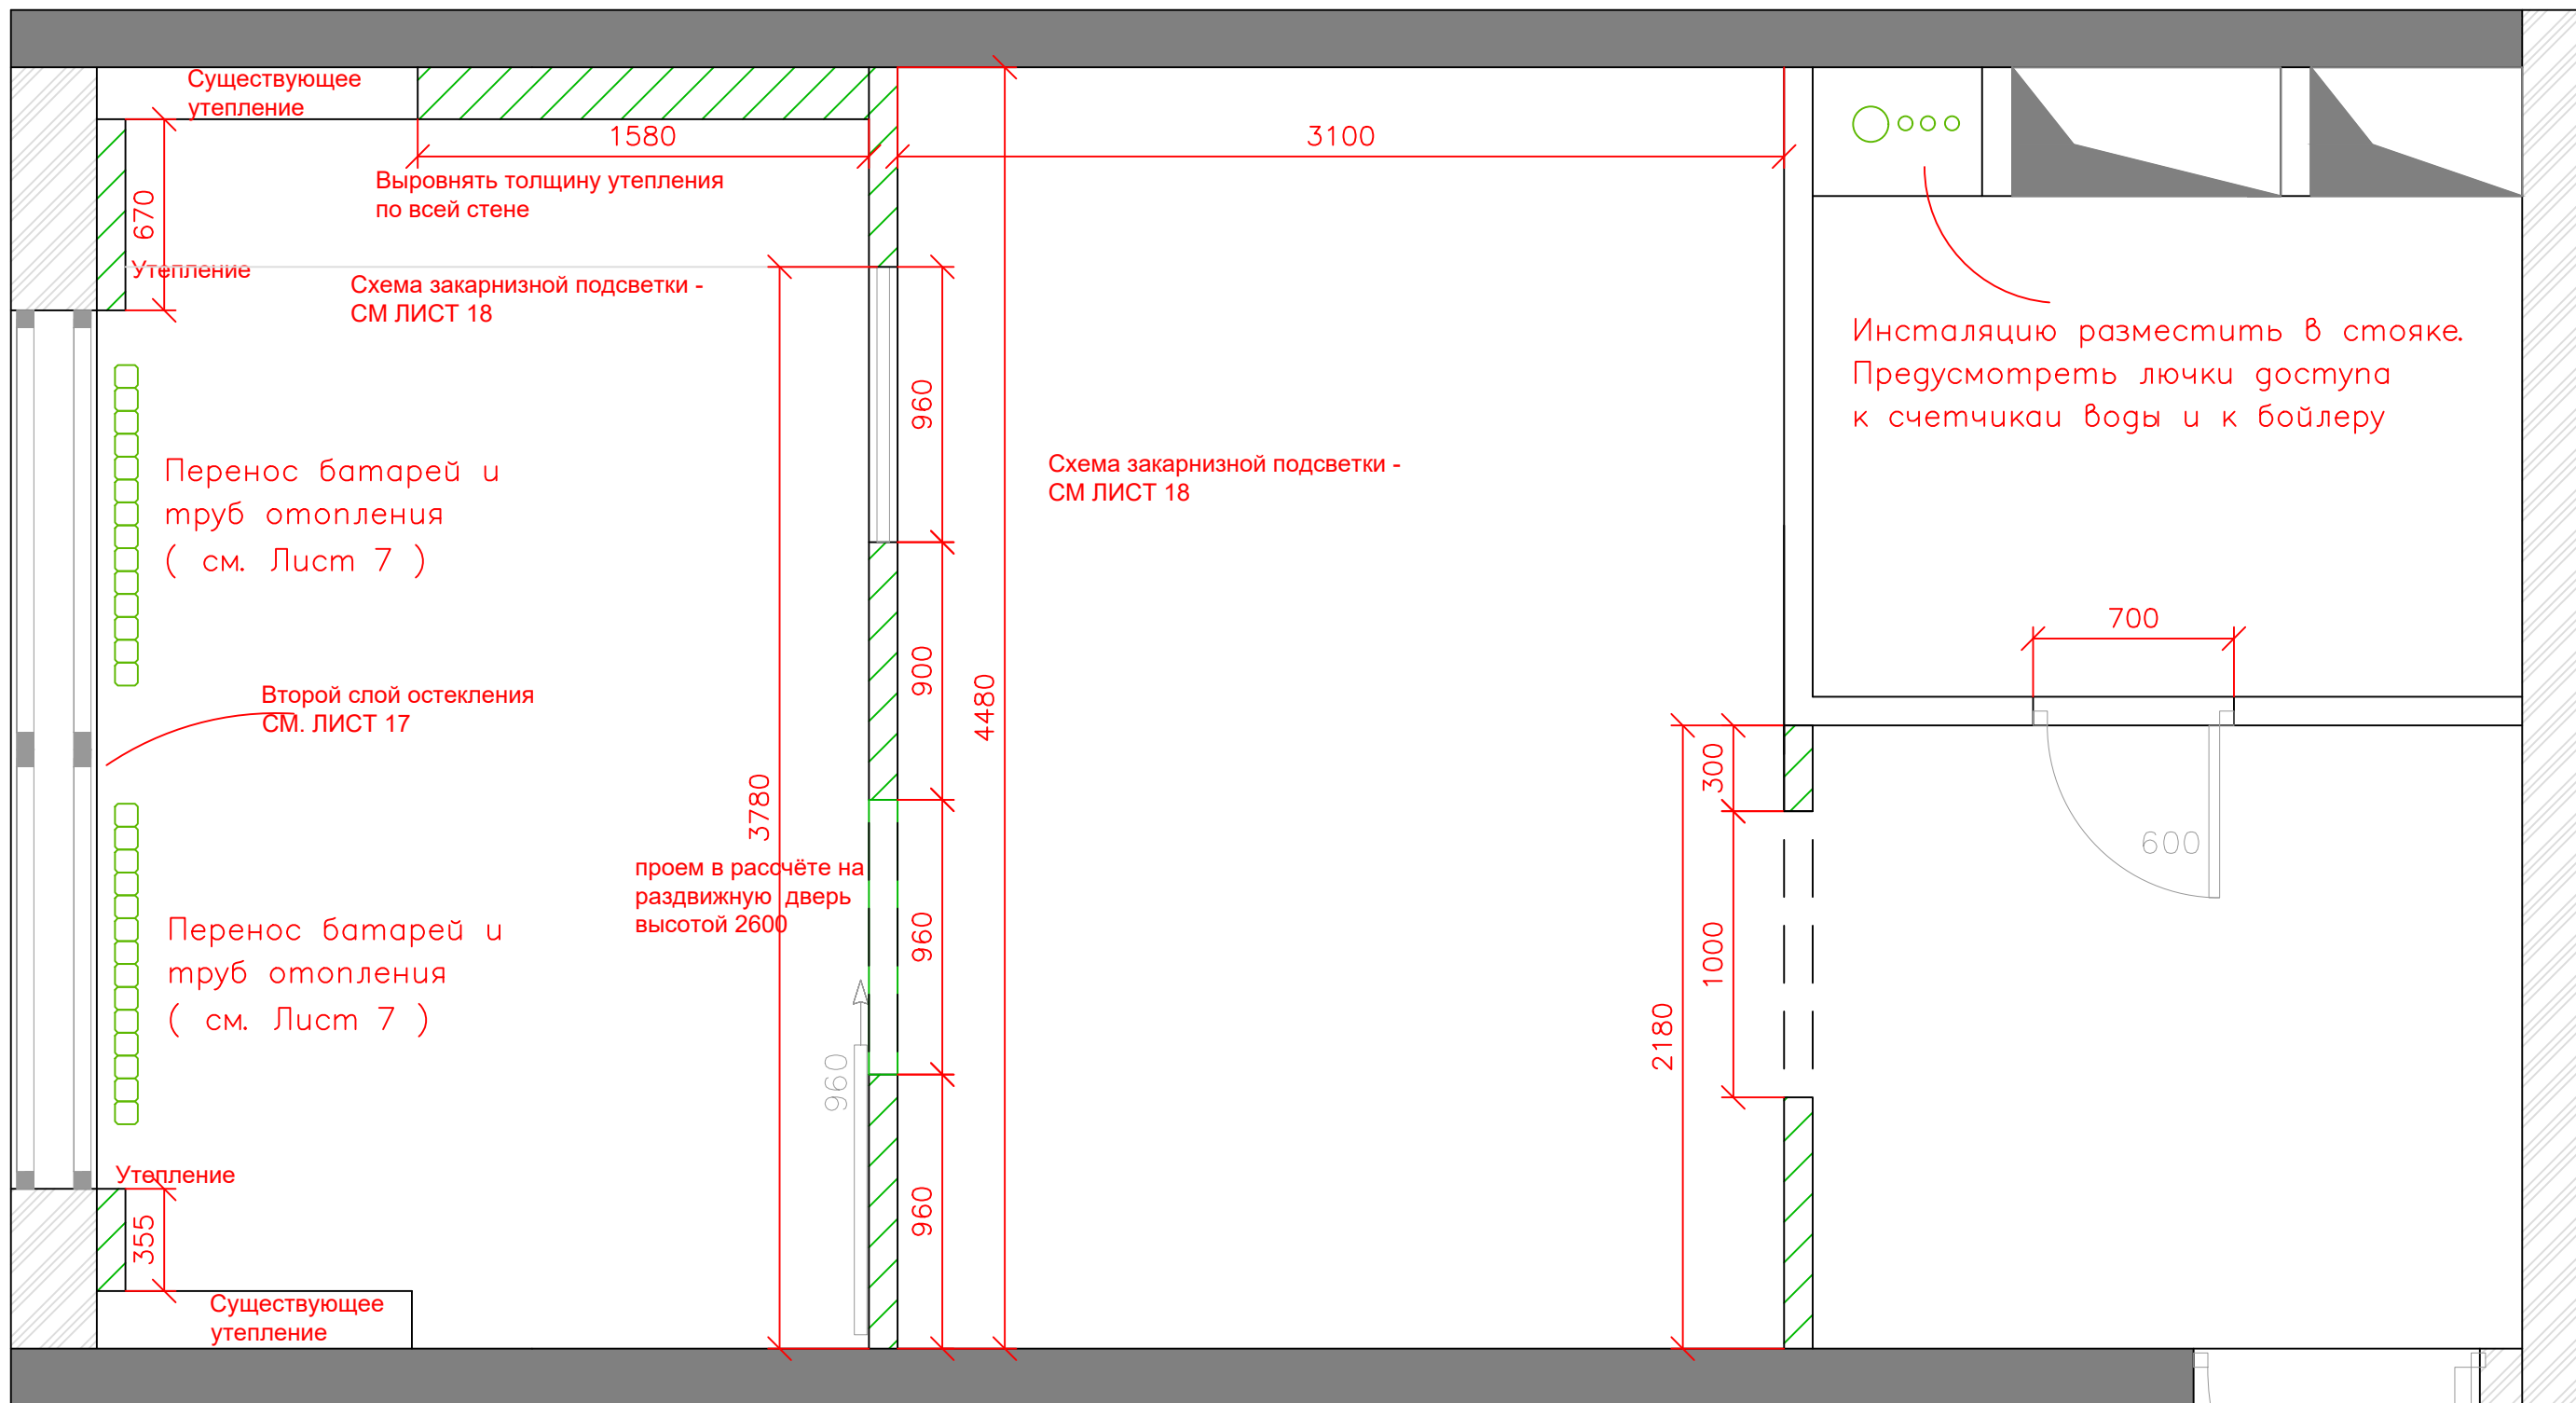 Существующее
утепление
1580
3100
670
Выровнять толщину утепления
по всей стене
Утепление
Схема закарнизной подсветки -
СМ ЛИСТ 18
Инсталяцию разместить в стояке.
Предусмотреть лючки доступа
к счетчикаи воды и к бойлеру
960
Перенос батарей и
труб отопления
( см. Лист 7 )
Схема закарнизной подсветки -
СМ ЛИСТ 18
700
900
4480
Второй слой остекления
СМ. ЛИСТ 17
300
3780
600
проем в рассчёте на
раздвижную дверь
высотой 2600
960
1000
Перенос батарей и
труб отопления
( см. Лист 7 )
2180
960
Утепление
960
355
Существующее
утепление